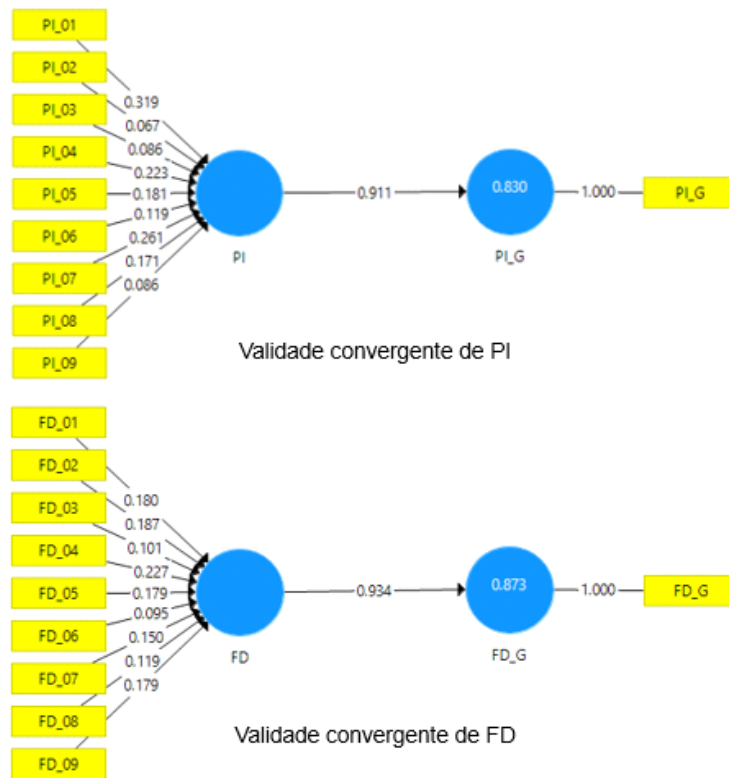 PI_01
PI_02
PI_03
PI_04
PI_05
PI_06
PI_07
PI_08
PI_09
0.319
0.067
0.086
0.223
0.181
0.119
0.261
0.171
0.086
PI
0.911
0.830
PI_G
1.000
PI_G
Validade convergente de PI
FD_01
FD_02
FD_03
FD_04
FD_05
FD_06
FD_07
FD_08
FD_09
0.180
0.187
0.101
0.227
0.179
0.095
0.150
0.119
0.179
FD
0.934
0.873
FD_G
1.000
FD_G
Validade convergente de FD